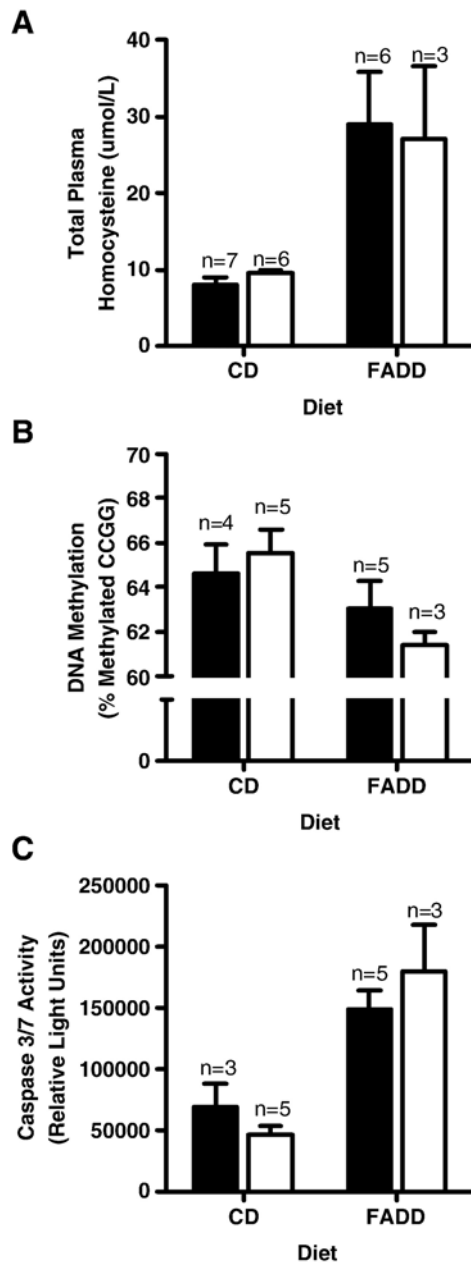 A
Total Plasma
Homocysteine (umol/L)
40
30
20
10
0
n=7
n=6
n=6
n=3
CD
FADD
Diet
B
DNA Methylation
(% Methylated CCGG)
70
68
66
64
62
60
0
n=4
n=5
n=5
n=3
CD
FADD
Diet
C
Caspase 3/7 Activity
(Relative Light Units)
250000
200000
150000
100000
50000
0
n=3
n=5
n=5
n=3
CD
FADD
Diet